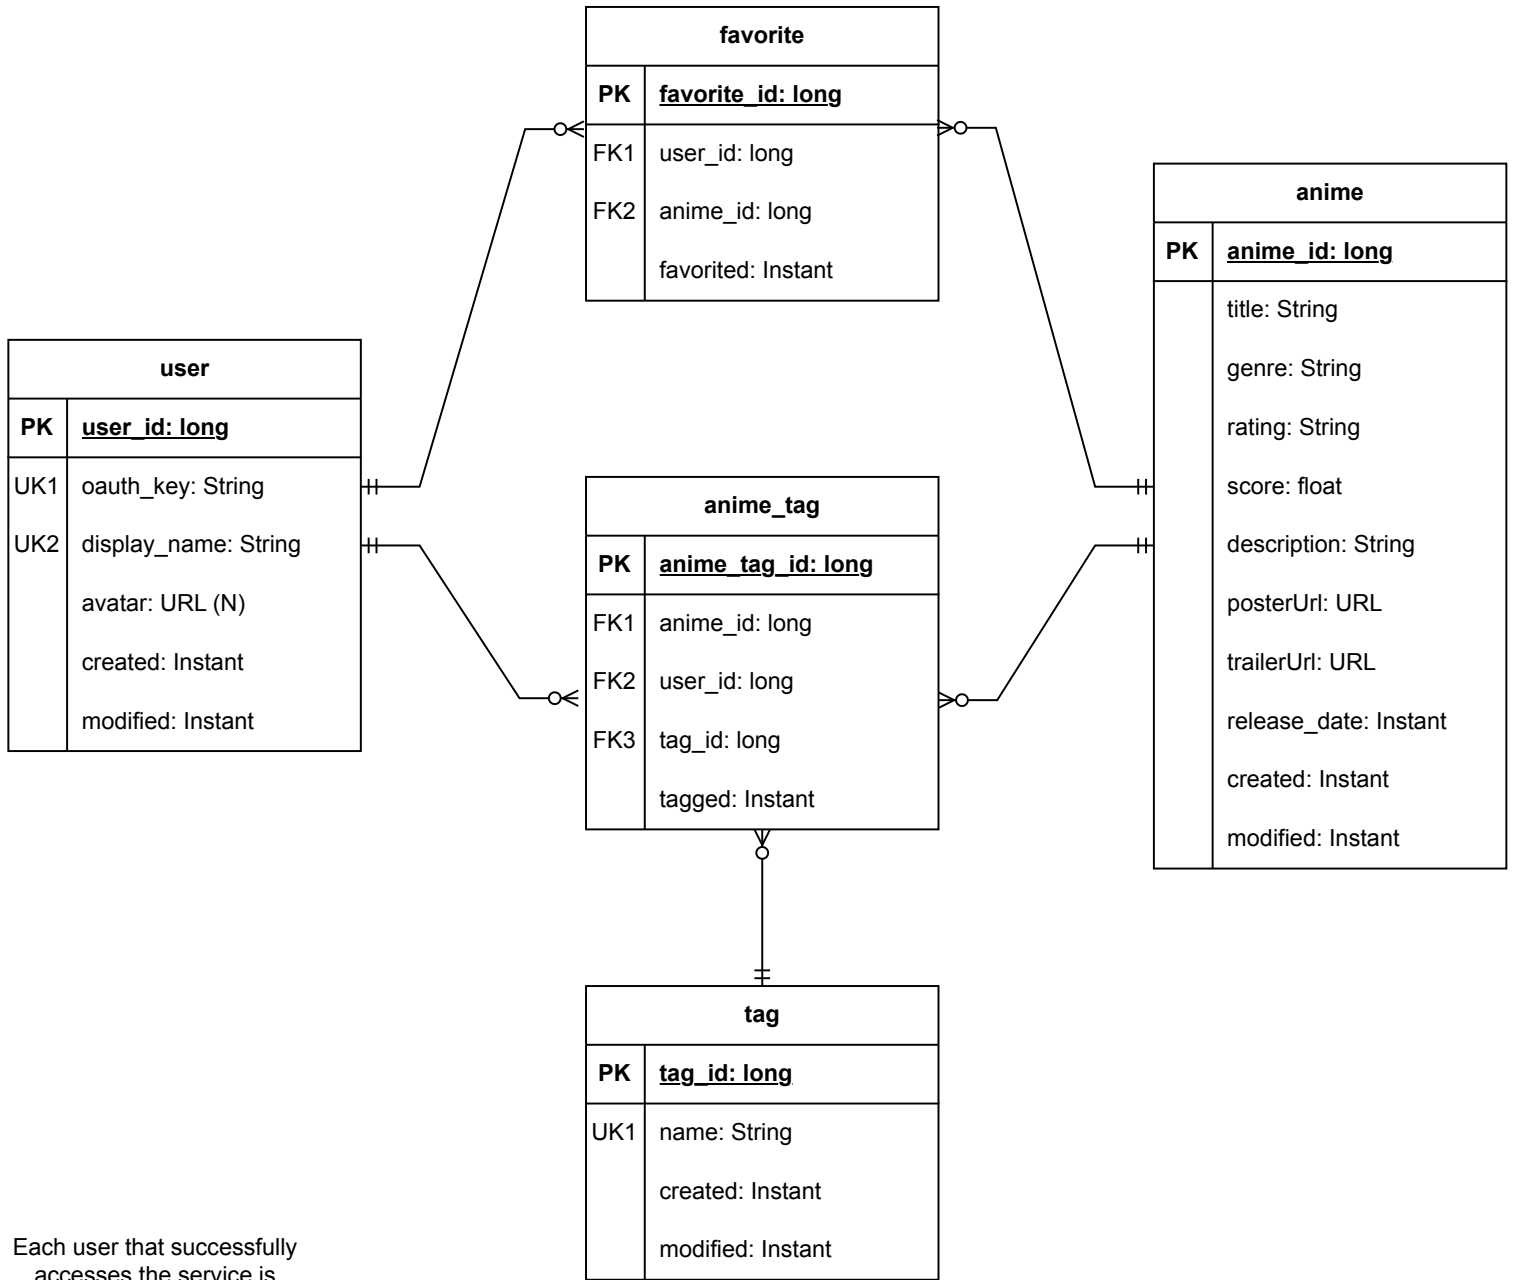 favorite
PK favorite_id: long
FK1 user_id: long
FK2 anime_id: long
favorited: Instant
anime
PK anime_id: long
title: String
genre: String
rating: String
score: float
description: String
posterUrl: URL
trailerUrl: URL
release_date: Instant
created: Instant
modified: Instant
user
PK user_id: long
UK1 oauth_key: String
UK2 display_name: String
avatar: URL (N)
created: Instant
modified: Instant
anime_tag
PK anime_tag_id: long
FK1 anime_id: long
FK2 user_id: long
FK3 tag_id: long
tagged: Instant
tag
PK tag_id: long
UK1 name: String
created: Instant
modified: Instant
Each user that successfully
accesses the service is